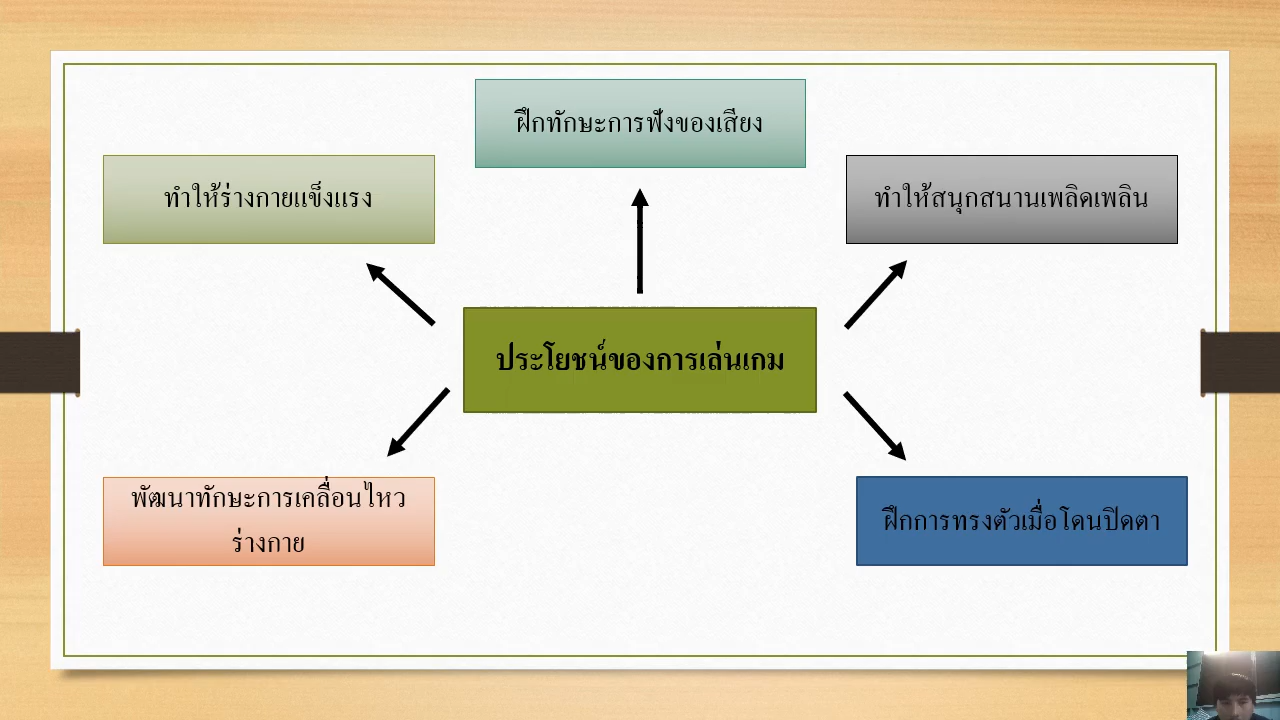 ฝึกทักษะการฟังของเสียง
ทำให้ร่างกายแข็งแรง
ทำให้สนุกสนานเพลิดเพลิน
ประโยชน์ของการเล่นเกม
พัฒนาทักษะการเคลื่อนไหว
ร่างกาย
ฝึกการทรงตัวเมื่อโดนปิดตา